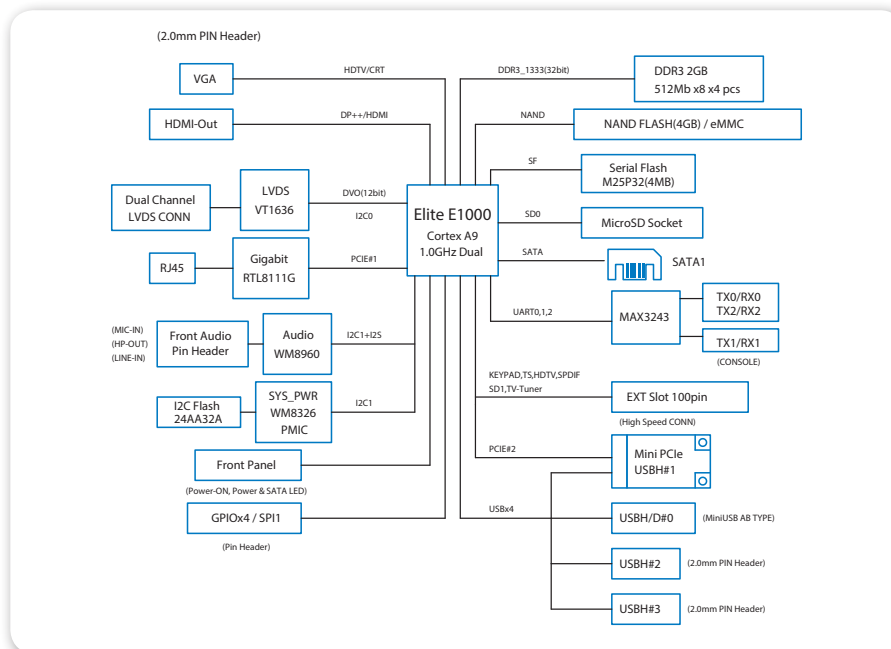 (2.0mm PIN Header)
VGA
HDTV/CRT
HDMI-Out
DP++/HDMI
Dual Channel
LVDS CONN
LVDS
VT1636
DVO(12bit)
I2C0
RJ45
Gigabit
RTL8111G
PCIE#1
(MIC-IN)
(HP-OUT)
(LINE-IN)
Front Audio
Pin Header
Audio
WM8960
I2C1+I2S
I2C Flash
24AA32A
SYS_PWR
WM8326
PMIC
I2C1
Front Panel
(Power-ON, Power & SATA LED)
GPIOx4 / SPI1
(Pin Header)
Elite E1000
Cortex A9
1.0GHz Dual
DDR3_1333(32bit)
DDR3 2GB
512Mb x8 x4 pcs
NAND
NAND FLASH(4GB) / eMMC
SF
Serial Flash
M25P32(4MB)
SD0
MicroSD Socket
SATA
SATA1
UART0,1,2
MAX3243
TX0/RX0
TX2/RX2
TX1/RX1
(CONSOLE)
KEYPAD,TS,HDTV,SPDIF
SD1,TV-Tuner
EXT Slot 100pin
(High Speed CONN)
PCIE#2
Mini PCIe
USBH#1
USBx4
USBH/D#0
(MiniUSB AB TYPE)
USBH#2
(2.0mm PIN Header)
USBH#3
(2.0mm PIN Header)